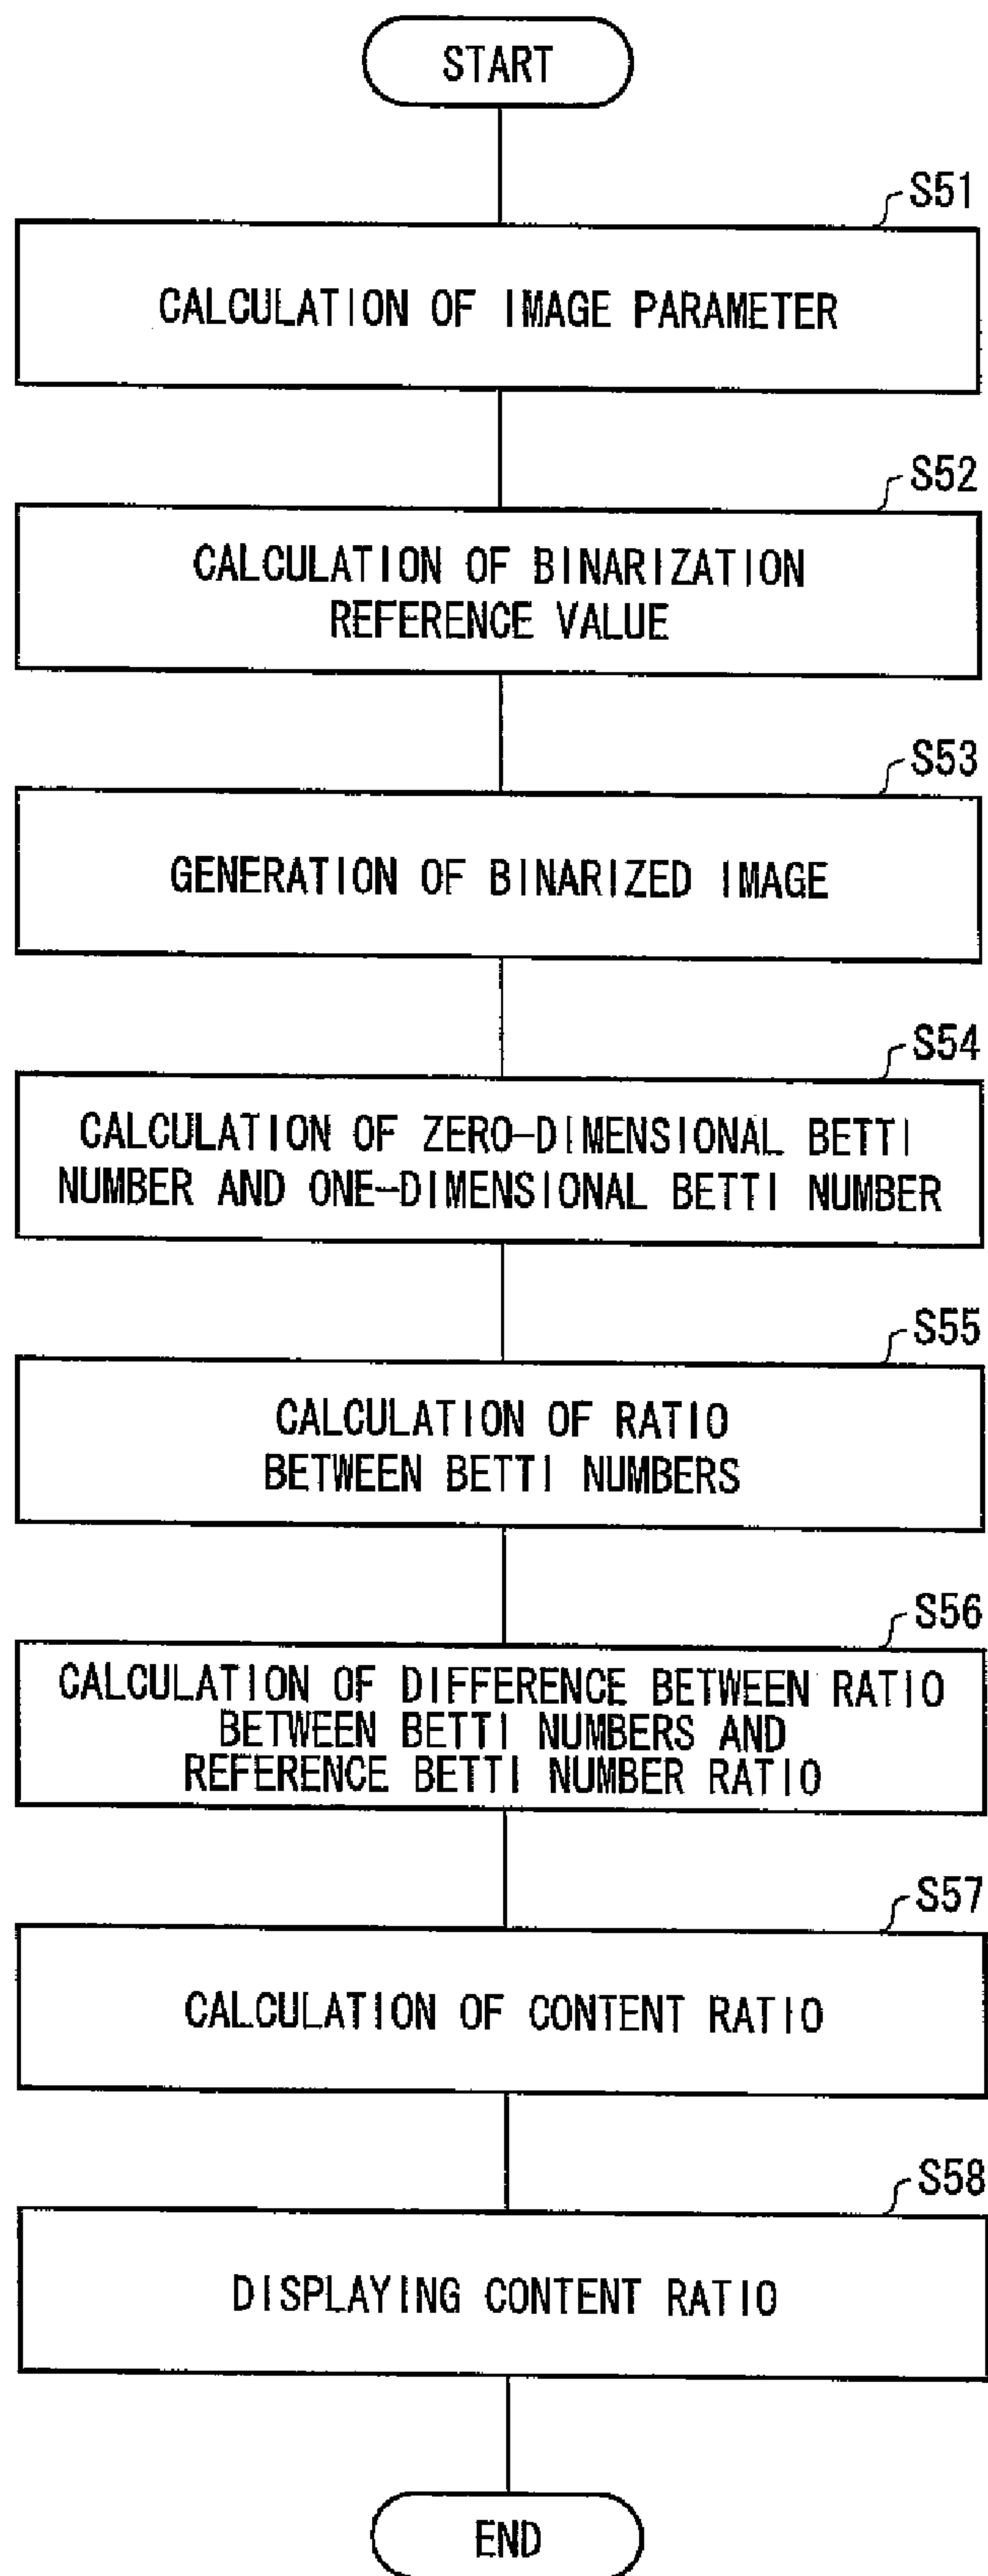 START
S51
CALCULATION OF IMAGE PARAMETER
S52
CALCULATION OF BINARIZATION
REFERENCE VALUE
S53
GENERATION OF BINARIZED IMAGE
S54
CALCULATION OF ZERO-DIMENSIONAL BETTI
NUMBER AND ONE-DIMENSIONAL BETTI NUMBER
S55
CALCULATION OF RATIO
BETWEEN BETTI NUMBERS
S56
CALCULATION OF DIFFERENCE BETWEEN RATIO
BETWEEN BETTI NUMBERS AND
REFERENCE BETTI NUMBER RATIO
S57
CALCULATION OF CONTENT RATIO
S58
DISPLAYING CONTENT RATIO
END